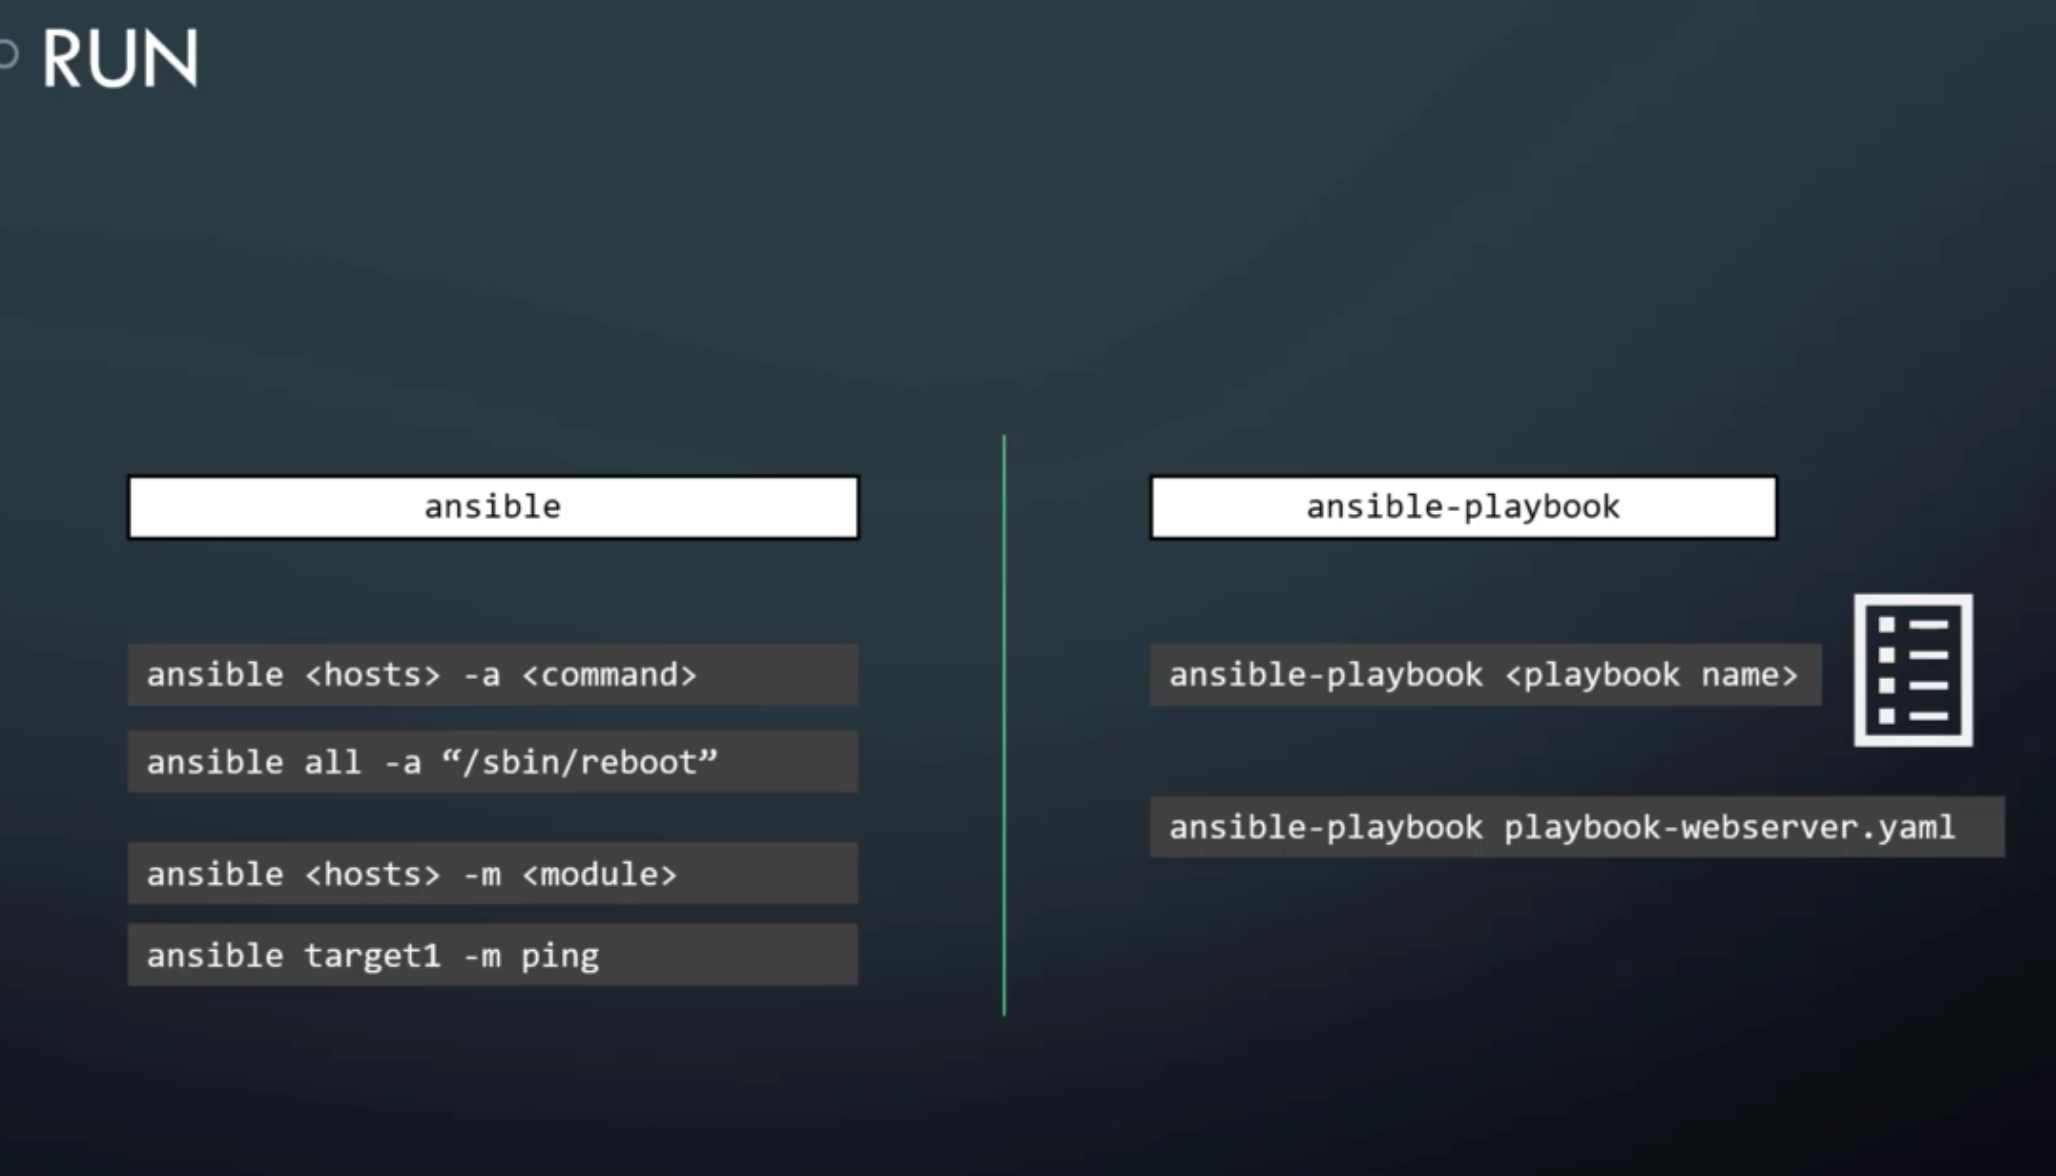 RUN
ansible
ansible <hosts> -a <command>
ansible all -a “/sbin/reboot”
ansible <hosts> -m <module>
ansible target1 -m ping
ansible-playbook
ansible-playbook <playbook name>
ansible-playbook playbook-webserver.yaml